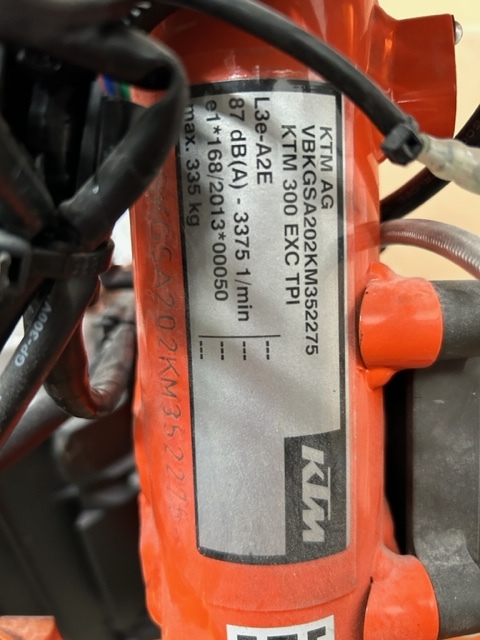 KTM AG
VBKGSA202KM352275
KTM 300 EXC TPI
L3e-A2E ---
87 dB(A) - 3375 1/min ---
e1*168/2013*00050 ---
max. 335 kg ---
KTM
GSA202KM352275
GP-300V